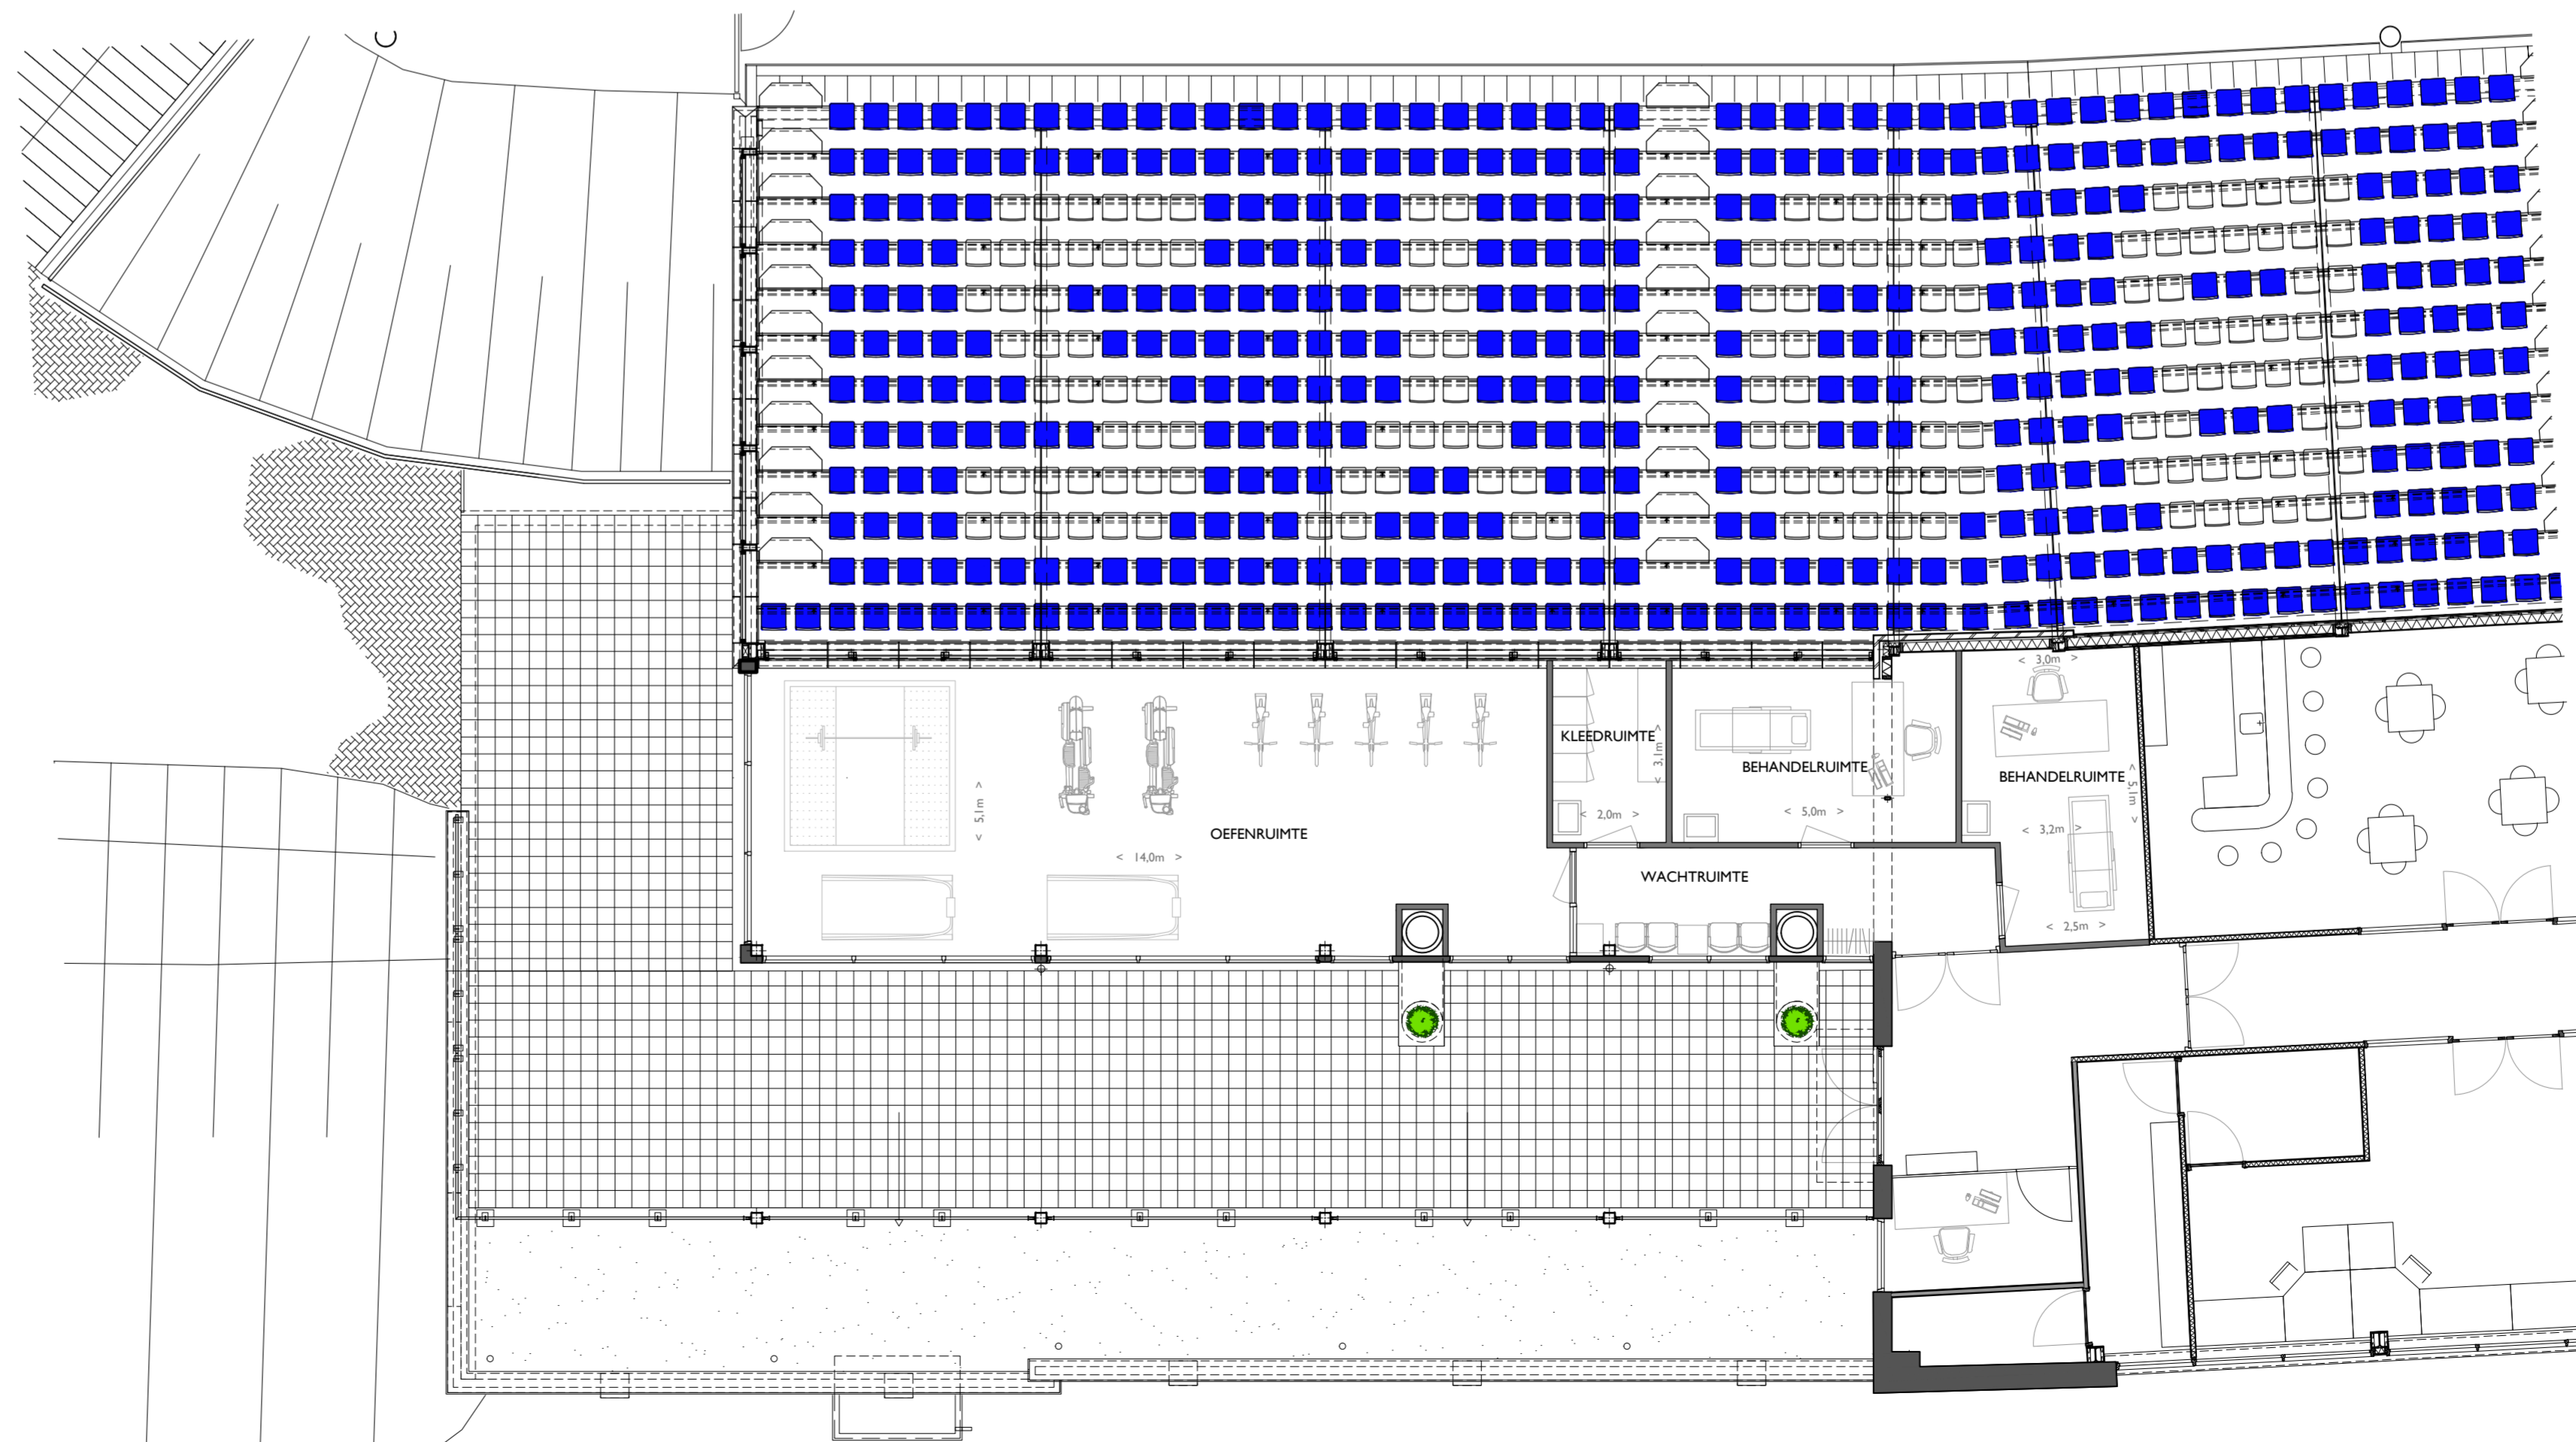 < 3,0m >
KLEEDRUIMTE
< 3,1m >
BEHANDELRUIMTE
BEHANDELRUIMTE
< 5,1m >
< 5,1m >
< 2,0m >
< 5,0m >
OEFENRUIMTE
< 3,2m >
< 14,0m >
WACHTRUIMTE
< 2,5m >